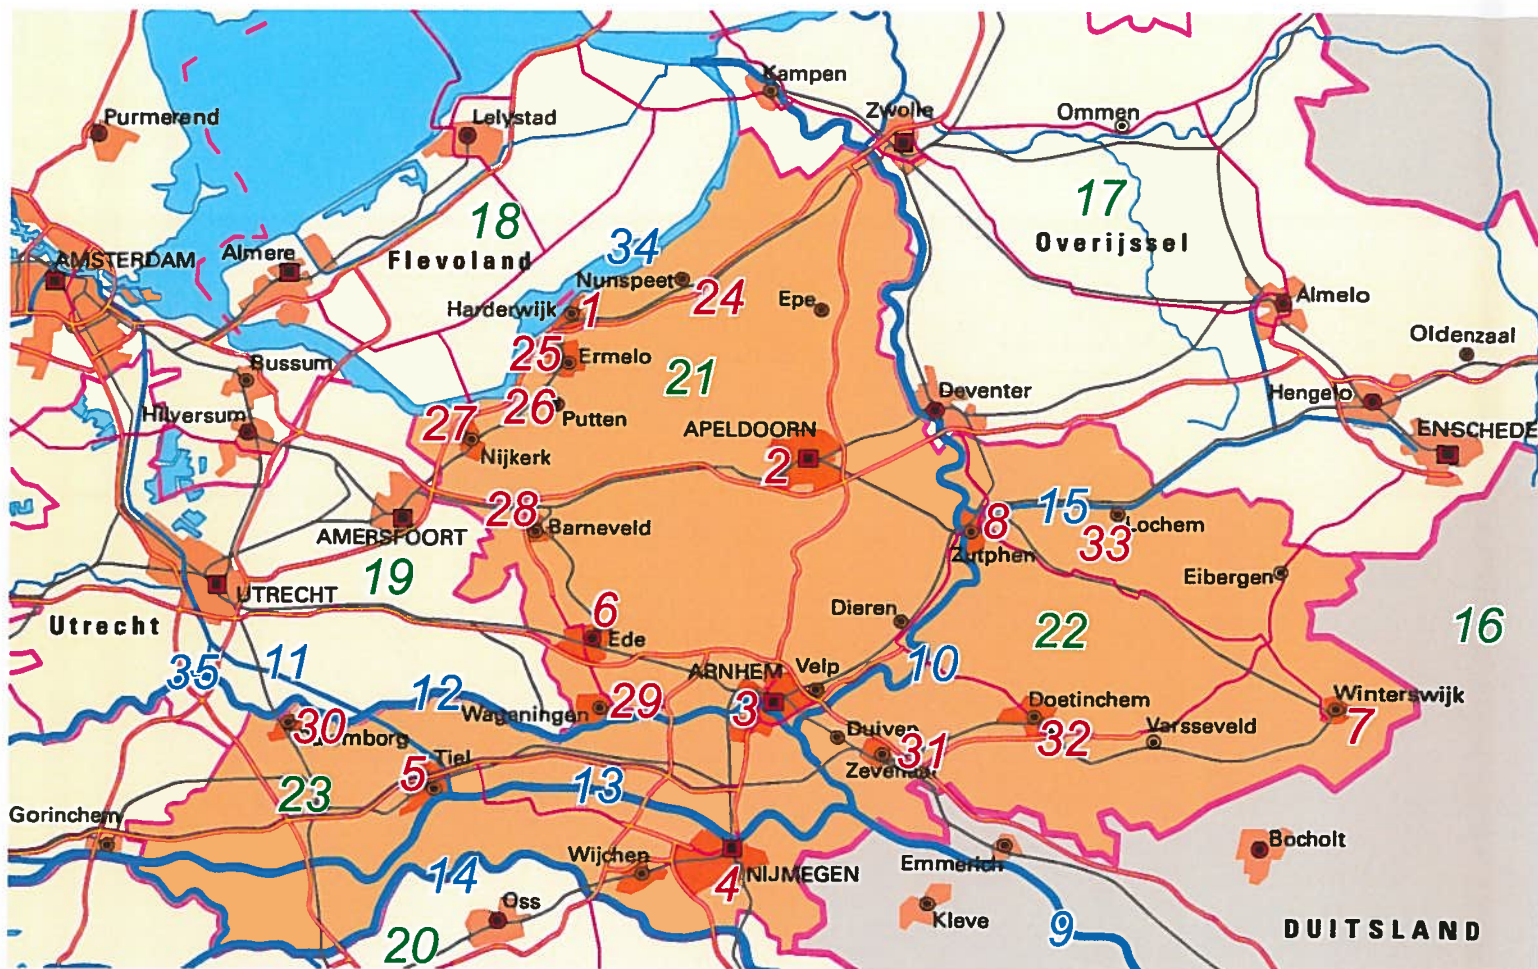 Kampen
Purmerend
Lelystad
Zwolle
Ommen
17
18
Overijssel
34
Flevoland
AMSTERDAM
Almere
Nunspeet
24
Epe
Almelo
Harderwijk
1
Oldenzaal
25
Ermelo
21
Bussum
Deventer
Hengelo
26
Putten
Hilversum
27
APELDOORN
ENSCHEDE
Nijkerk
2
28
Barneveld
15
8
Lochem
AMERSFOORT
33
Zutphen
19
Eibergen
UTRECHT
6
Ede
Dieren
22
16
Utrecht
35
11
12
ARNHEM
Velp
10
Wageningen
29
3
Doetinchem
Winterswijk
7
30
Duiven
31
32
Varsseveld
Tiel
5
13
23
Gorinchem
Bocholt
Wijchen
Emmerich
14
4
NIJMEGEN
Oss
Kleve
20
9
DUITSLAND